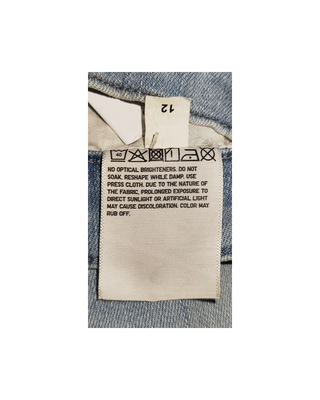 12
40
NO OPTICAL BRIGHTENERS. DO NOT
SOAK. RESHAPE WHILE DAMP. USE
PRESS CLOTH. DUE TO THE NATURE OF
THE FABRIC, PROLONGED EXPOSURE TO
DIRECT SUNLIGHT OR ARTIFICIAL LIGHT
MAY CAUSE DISCOLORATION. COLOR MAY
RUB OFF.